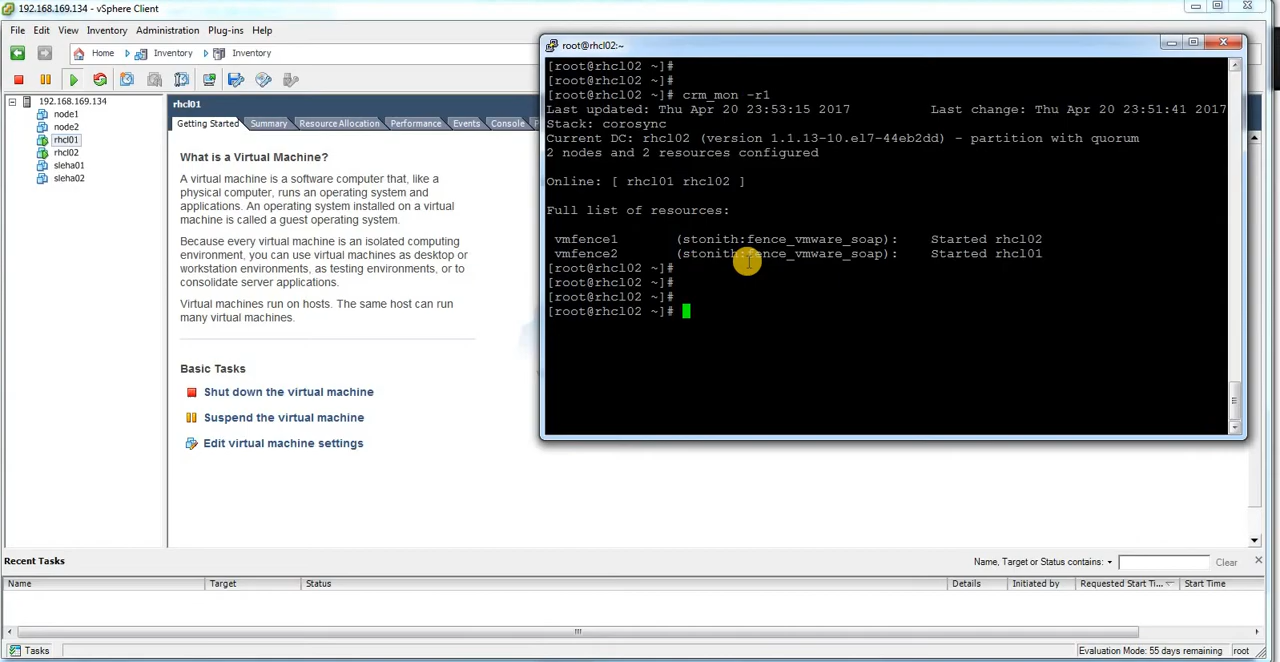 192.168.169.134 - vSphere Client
File Edit View Inventory Administration Plug-ins Help
Home Inventory Inventory
192.168.169.134
node1
node2
rhcl01
rhcl02
sleha01
sleha02
rhcl01
Getting Started Summary Resource Allocation Performance Events Console
What is a Virtual Machine?
A virtual machine is a software computer that, like a
physical computer, runs an operating system and
applications. An operating system installed on a virtual
machine is called a guest operating system.
Because every virtual machine is an isolated computing
environment, you can use virtual machines as desktop or
workstation environments, as testing environments, or to
consolidate server applications.
Virtual machines run on hosts. The same host can run
many virtual machines.
Basic Tasks
Shut down the virtual machine
Suspend the virtual machine
Edit virtual machine settings
root@rhcl02:~
[root@rhcl02 ~]#
[root@rhcl02 ~]#
[root@rhcl02 ~]# crm_mon -r1
Last updated: Thu Apr 20 23:53:15 2017 Last change: Thu Apr 20 23:51:41 2017
Stack: corosync
Current DC: rhcl02 (version 1.1.13-10.el7-44eb2dd) - partition with quorum
2 nodes and 2 resources configured
Online: [ rhcl01 rhcl02 ]
Full list of resources:
vmfence1 (stonith:fence_vmware_soap): Started rhcl02
vmfence2 (stonith:fence_vmware_soap): Started rhcl01
[root@rhcl02 ~]#
[root@rhcl02 ~]#
[root@rhcl02 ~]#
[root@rhcl02 ~]#
Recent Tasks
Name, Target or Status contains: Clear
Name Target Status Details Initiated by Requested Start Ti... Start Time
Tasks
Evaluation Mode: 55 days remaining root